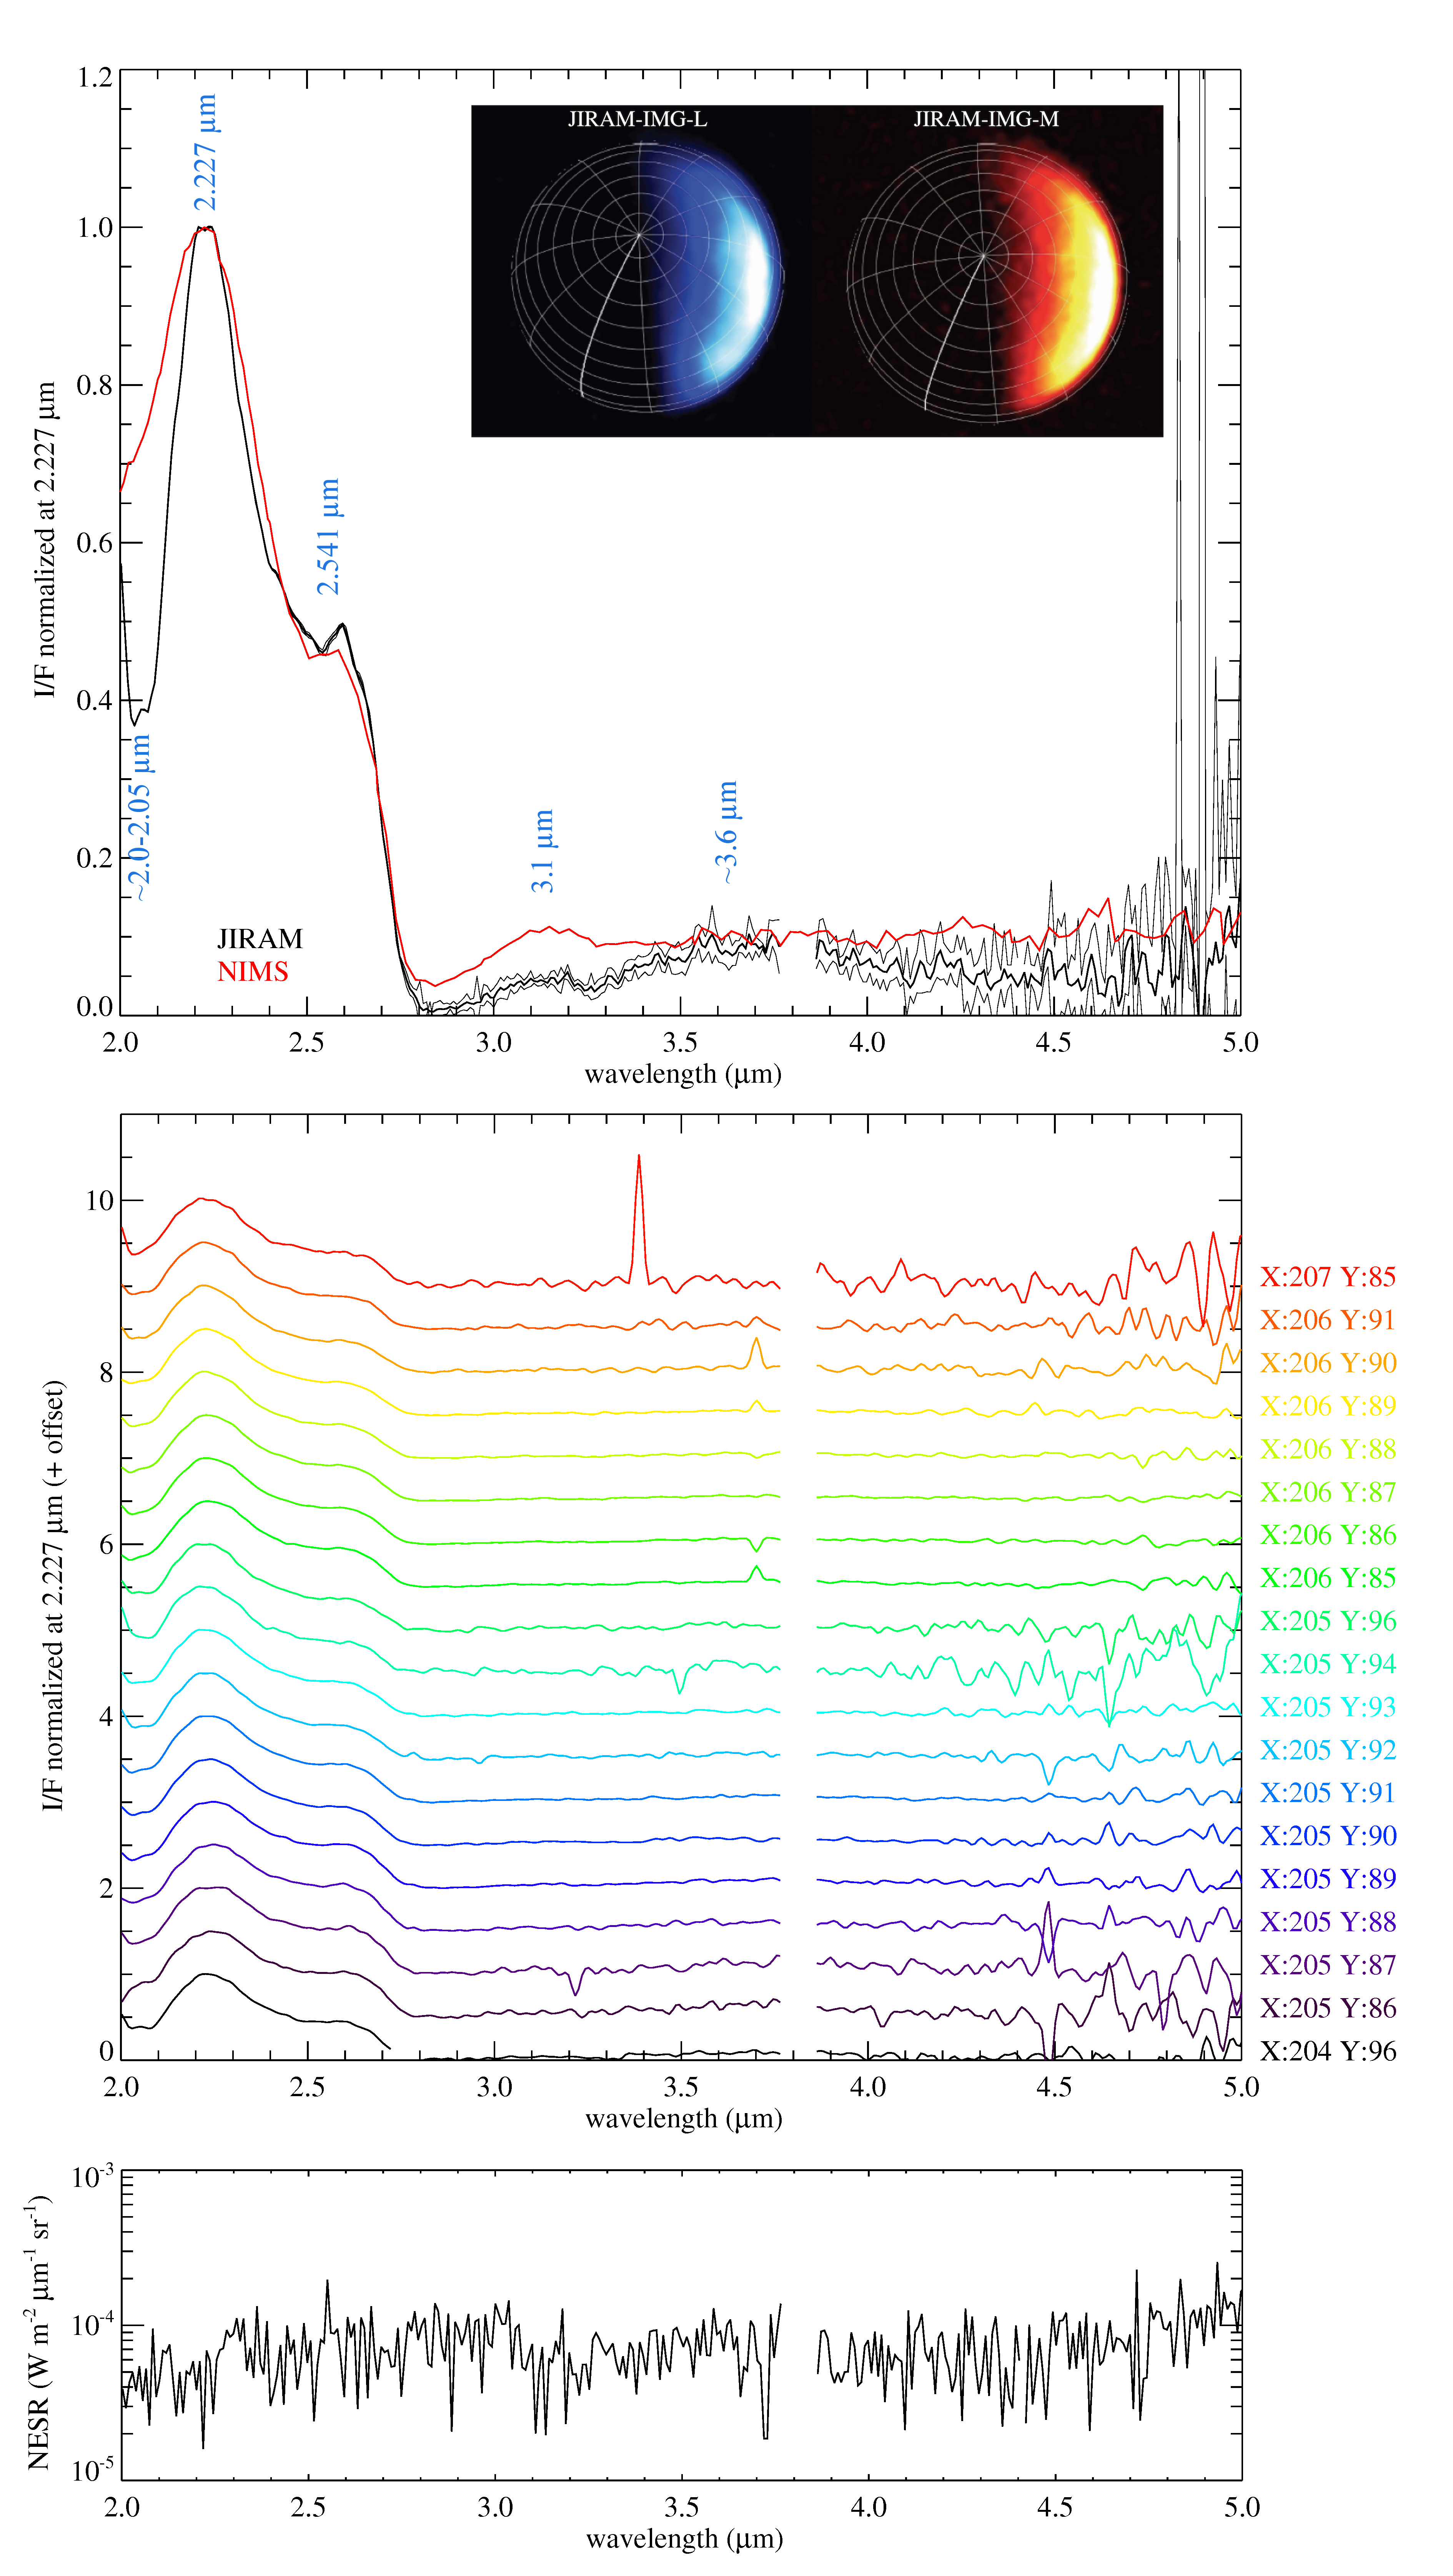 1.2
1.0
0.8
0.6
0.4
0.2
0.0
I/F normalized at 2.227 µm
2.227 µm
JIRAM-IMG-L
JIRAM-IMG-M
2.541 µm
~2.0-2.05 µm
3.1 µm
~3.6 µm
JIRAM
NIMS
2.0 2.5 3.0 3.5 4.0 4.5 5.0
wavelength (µm)
10
8
6
4
2
0
I/F normalized at 2.227 µm (+ offset)
X:207 Y:85
X:206 Y:91
X:206 Y:90
X:206 Y:89
X:206 Y:88
X:206 Y:87
X:206 Y:86
X:206 Y:85
X:205 Y:96
X:205 Y:94
X:205 Y:93
X:205 Y:92
X:205 Y:91
X:205 Y:90
X:205 Y:89
X:205 Y:88
X:205 Y:87
X:205 Y:86
X:204 Y:96
2.0 2.5 3.0 3.5 4.0 4.5 5.0
wavelength (µm)
10⁻³
10⁻⁴
10⁻⁵
NESR (W m⁻² µm⁻¹ sr⁻¹)
2.0 2.5 3.0 3.5 4.0 4.5 5.0
wavelength (µm)